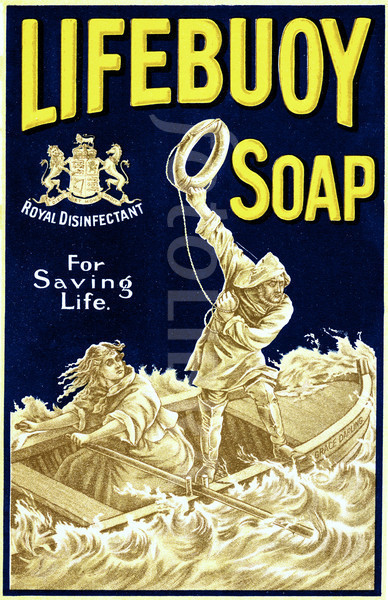 LIFEBUOY
SOAP
ROYAL DISINFECTANT
For
Saving
Life.
GRACE DARLING